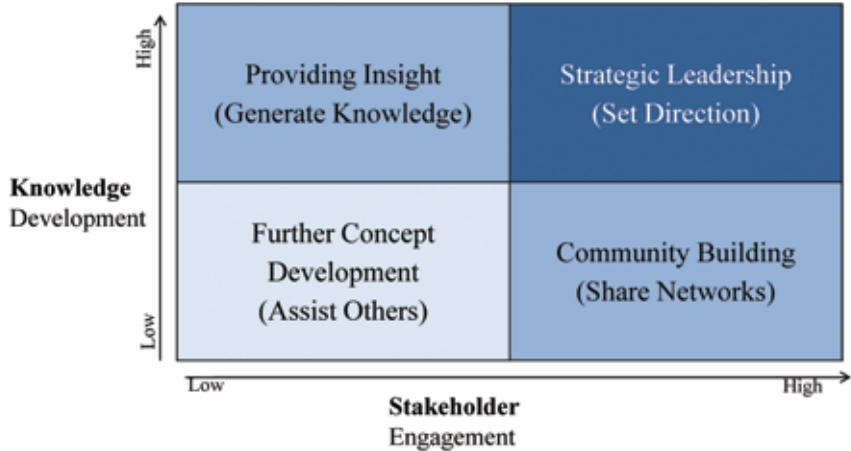 High
Providing Insight
(Generate Knowledge)
Strategic Leadership
(Set Direction)
Knowledge
Development
Further Concept
Development
(Assist Others)
Community Building
(Share Networks)
Low
Low
High
Stakeholder
Engagement